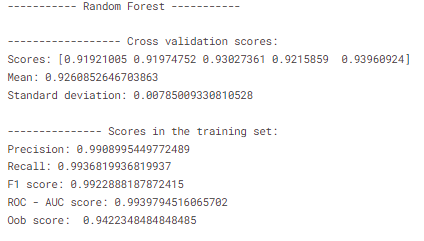 ----------- Random Forest -----------
------------------ Cross validation scores:
Scores: [0.91921005 0.91974752 0.93027361 0.9215859  0.93960924]
Mean: 0.9260852646703863
Standard deviation: 0.00785009330810528
--------------- Scores in the training set:
Precision: 0.9908995449772489
Recall: 0.9936819936819937
F1 score: 0.9922888187872415
ROC - AUC score: 0.9939794516065702
Oob score:  0.9422348484848485